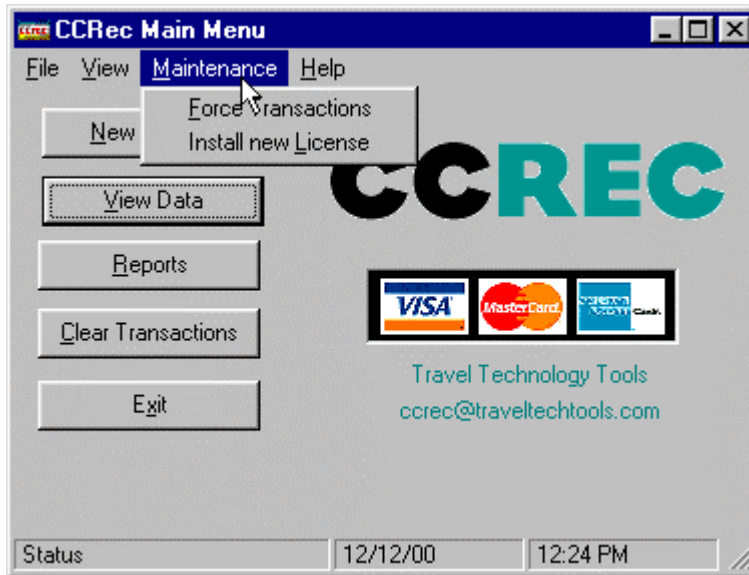 CCRec Main Menu
File View Maintenance Help
Force Transactions
Install new License
New
CCREC
View Data
Reports
VISA MasterCard
Clear Transactions
Travel Technology Tools
ccrec@traveltechtools.com
Exit
Status 12/12/00 12:24 PM